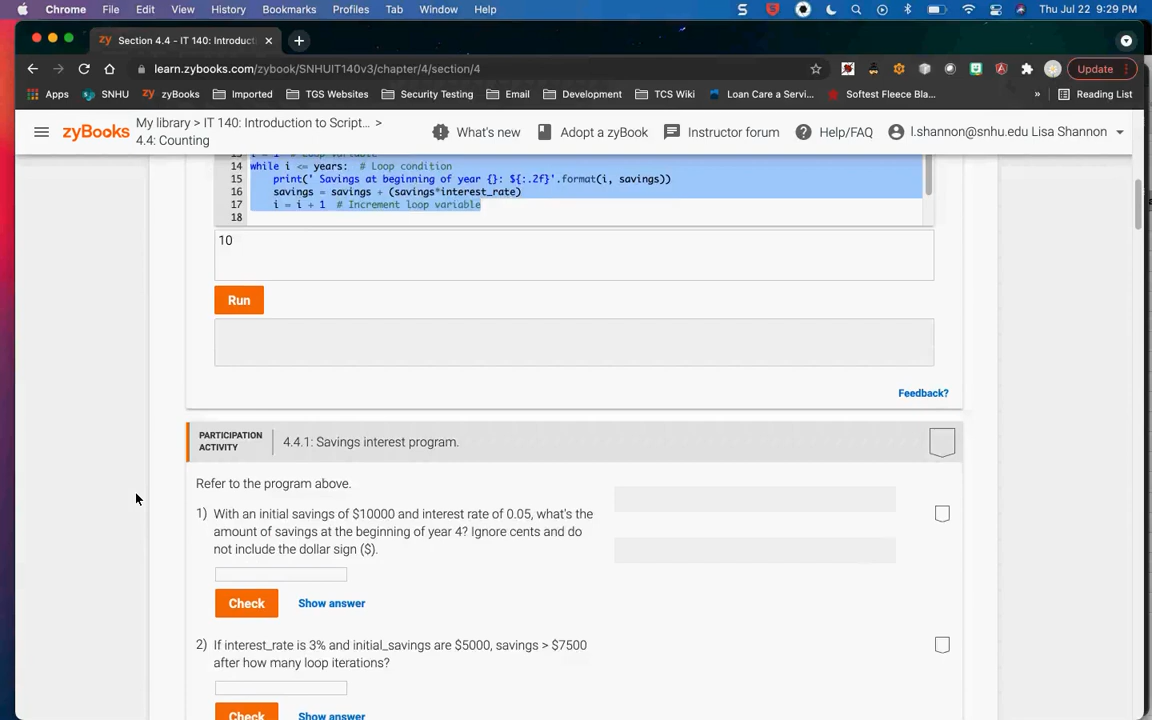 Chrome File Edit View History Bookmarks Profiles Tab Window Help Thu Jul 22 9:29 PM
zy Section 4.4 - IT 140: Introducti
learn.zybooks.com/zybook/SNHUIT140v3/chapter/4/section/4 Update
Apps SNHU zy zyBooks Imported TGS Websites Security Testing Email Development TCS Wiki Loan Care a Servic... Softest Fleece Bla... » Reading List
zyBooks My library > IT 140: Introduction to Script... >
4.4: Counting
What's new Adopt a zyBook Instructor forum Help/FAQ l.shannon@snhu.edu Lisa Shannon
13 i = 1 # Loop variable
14 while i <= years: # Loop condition
15 print(' Savings at beginning of year {}: ${:.2f}'.format(i, savings))
16 savings = savings + (savings*interest_rate)
17 i = i + 1 # Increment loop variable
18
10
Run
Feedback?
PARTICIPATION
ACTIVITY
4.4.1: Savings interest program.
Refer to the program above.
1) With an initial savings of $10000 and interest rate of 0.05, what's the
amount of savings at the beginning of year 4? Ignore cents and do
not include the dollar sign ($).
Check Show answer
2) If interest_rate is 3% and initial_savings are $5000, savings > $7500
after how many loop iterations?
Check Show answer